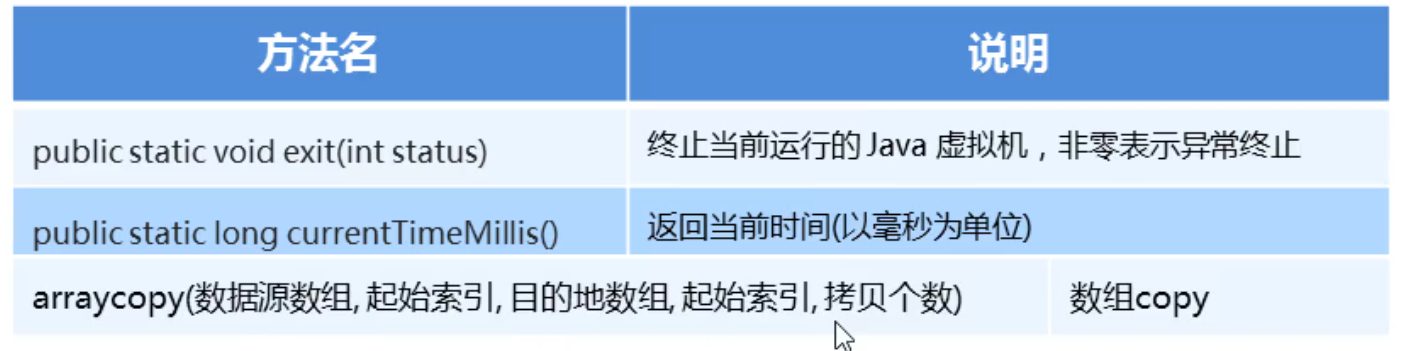 方法名 说明
public static void exit(int status) 终止当前运行的 Java 虚拟机，非零表示异常终止
public static long currentTimeMillis() 返回当前时间(以毫秒为单位)
arraycopy(数据源数组, 起始索引, 目的地数组, 起始索引, 拷贝个数) 数组copy